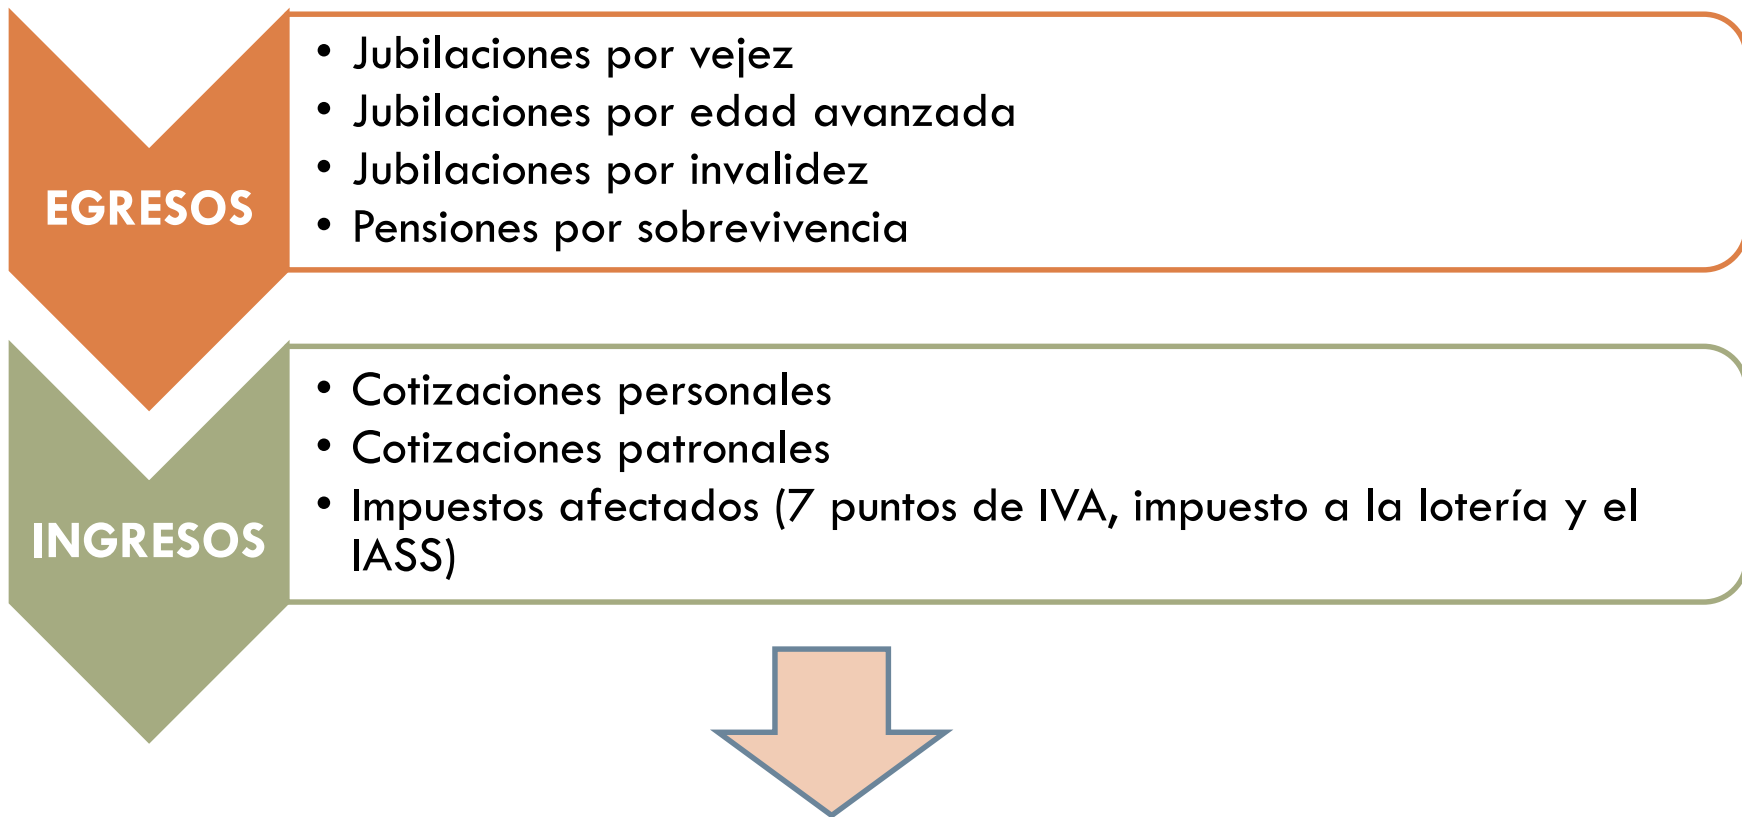 EGRESOS
• Jubilaciones por vejez
• Jubilaciones por edad avanzada
• Jubilaciones por invalidez
• Pensiones por sobrevivencia
INGRESOS
• Cotizaciones personales
• Cotizaciones patronales
• Impuestos afectados (7 puntos de IVA, impuesto a la lotería y el
IASS)